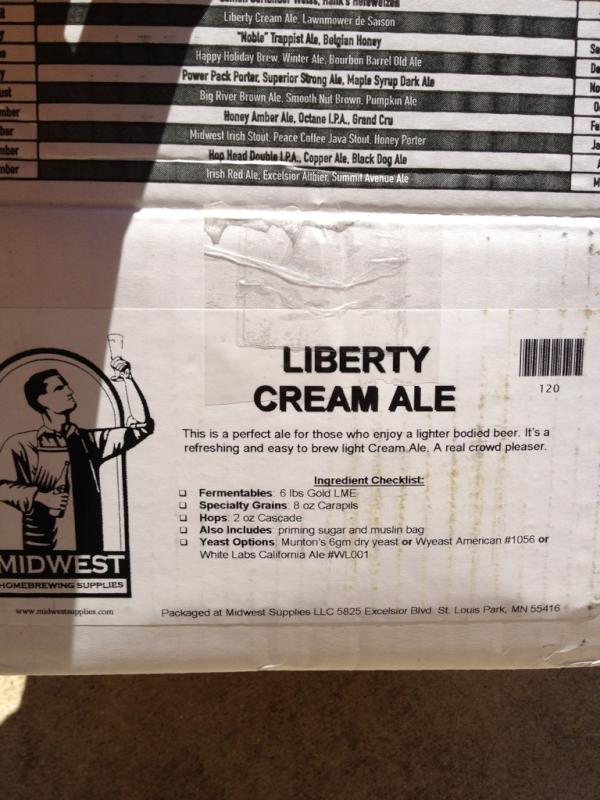 Liberty Cream Ale, Lawnmower de Saison
"Noble" Trappist Ale, Belgian Honey
Happy Holiday Brew, Winter Ale, Bourbon Barrel Old Ale
Power Pack Porter, Superior Strong Ale, Maple Syrup Dark Ale
Big River Brown Ale, Smooth Nut Brown, Pumpkin Ale
Honey Amber Ale, Octane I.P.A., Grand Cru
Midwest Irish Stout, Peace Coffee Java Stout, Honey Porter
Hop Head Double I.P.A., Copper Ale, Black Dog Ale
Irish Red Ale, Excelsior Altbier, Summit Avenue Ale
LIBERTY
CREAM ALE
120
This is a perfect ale for those who enjoy a lighter bodied beer. It's a
refreshing and easy to brew light Cream Ale. A real crowd pleaser.
Ingredient Checklist:
Fermentables: 6 lbs Gold LME
Specialty Grains: 8 oz Carapils
Hops: 2 oz Cascade
Also Includes: priming sugar and muslin bag
Yeast Options: Munton's 6gm dry yeast or Wyeast American #1056 or
White Labs California Ale #WL001
MIDWEST
HOMEBREWING SUPPLIES
www.midwestsupplies.com
Packaged at Midwest Supplies LLC 5825 Excelsior Blvd. St. Louis Park, MN 55416